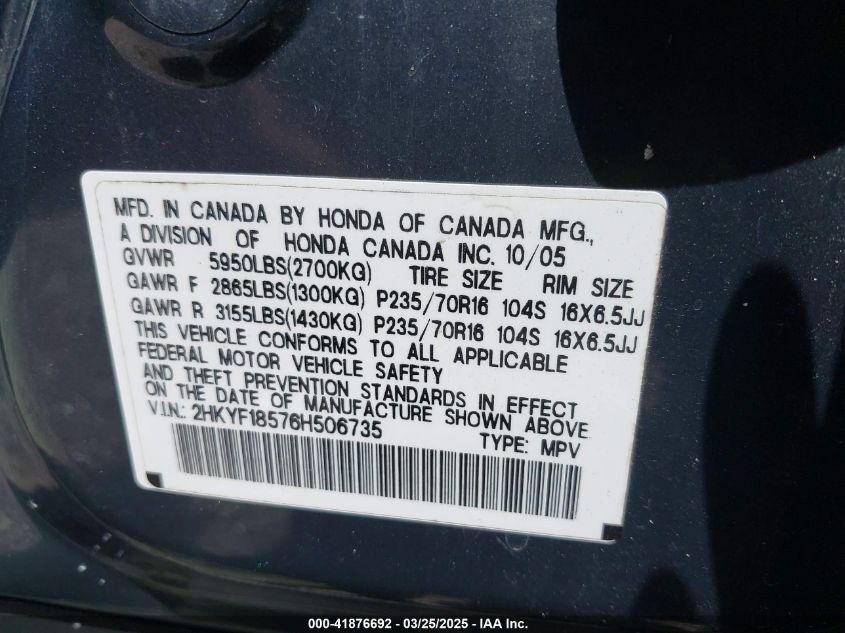 MFD. IN CANADA BY HONDA OF CANADA MFG.,
A DIVISION OF HONDA CANADA INC. 10/05
GVWR 5950LBS(2700KG) TIRE SIZE RIM SIZE
GAWR F 2865LBS(1300KG) P235/70R16 104S 16X6.5JJ
GAWR R 3155LBS(1430KG) P235/70R16 104S 16X6.5JJ
THIS VEHICLE CONFORMS TO ALL APPLICABLE
FEDERAL MOTOR VEHICLE SAFETY
AND THEFT PREVENTION STANDARDS IN EFFECT
ON THE DATE OF MANUFACTURE SHOWN ABOVE
V.I.N.: 2HKYF18576H506735 TYPE: MPV
000-41876692 - 03/25/2025 - IAA Inc.